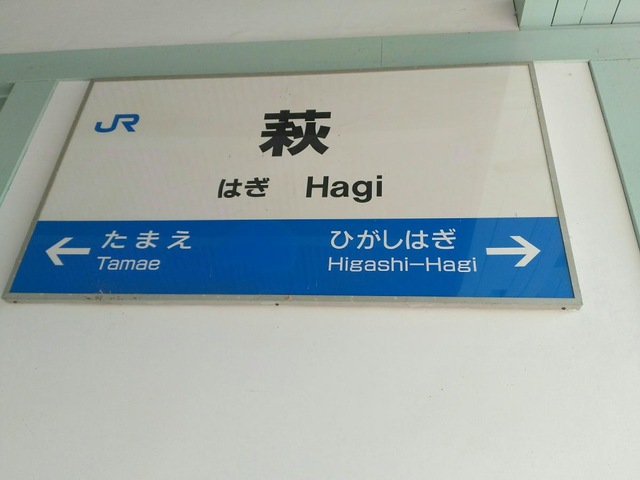 JR
萩
はぎ Hagi
← たまえ ひがしはぎ →
Tamae Higashi-Hagi